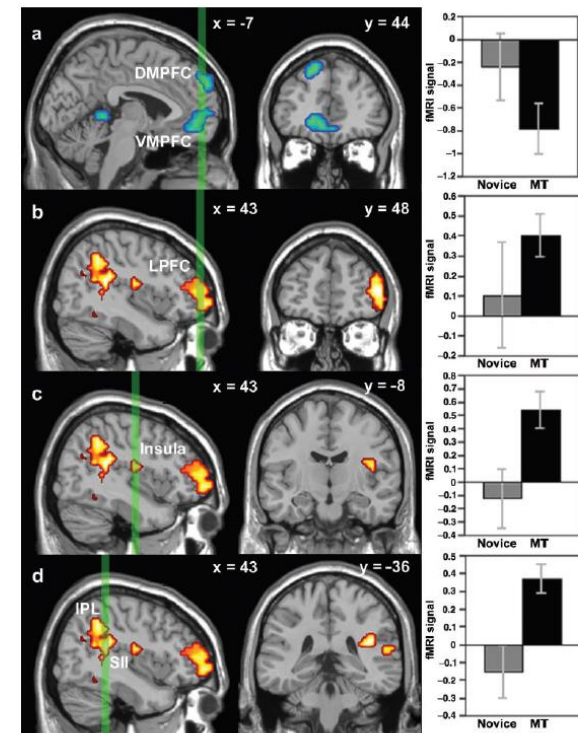 a
x = -7
y = 44
DMPFC
VMPFC
fMRI signal
0
–0.2
–0.4
–0.6
–0.8
–1
–1.2
Novice MT
b
x = 43
y = 48
LPFC
fMRI signal
0.6
0.5
0.4
0.3
0.2
0.1
0
–0.1
–0.2
Novice MT
c
x = 43
y = -8
Insula
fMRI signal
0.8
0.7
0.6
0.5
0.4
0.3
0.2
0.1
0
–0.1
–0.2
–0.3
–0.4
Novice MT
d
x = 43
y = –36
IPL
SII
fMRI signal
0.5
0.4
0.3
0.2
0.1
0
–0.1
–0.2
–0.3
–0.4
Novice MT